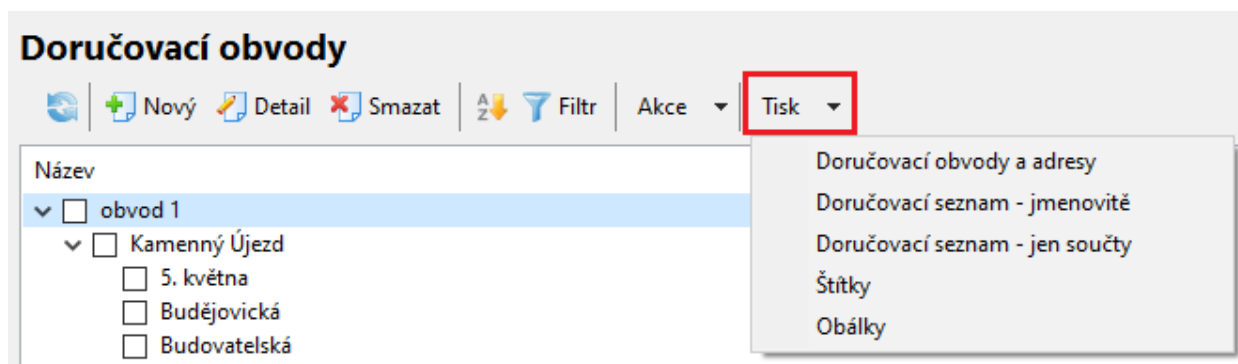 Doručovací obvody
Nový Detail Smazat AZ Filtr Akce Tisk
Název
obvod 1
Kamenný Újezd
5. května
Budějovická
Budovatelská
Doručovací obvody a adresy
Doručovací seznam - jmenovitě
Doručovací seznam - jen součty
Štítky
Obálky